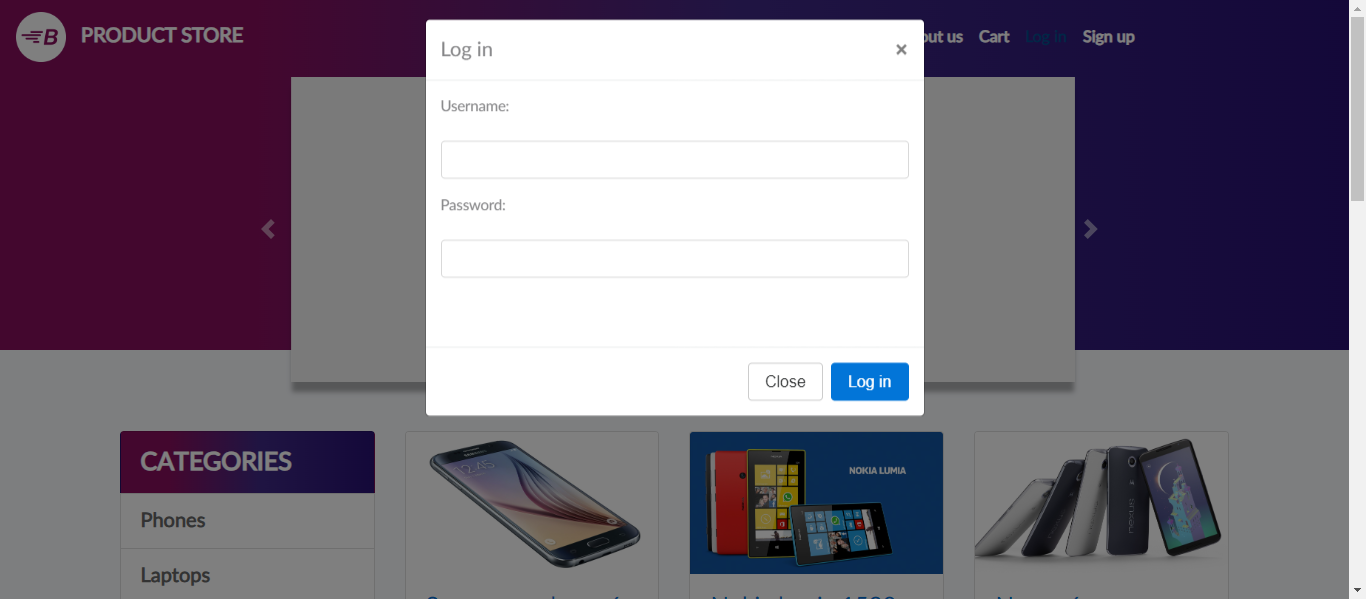 B PRODUCT STORE
Log in ×
out us Cart Log in Sign up
Username:
Password:
Close Log in
CATEGORIES
Phones
Laptops
12:45
NOKIA LUMIA
nexus